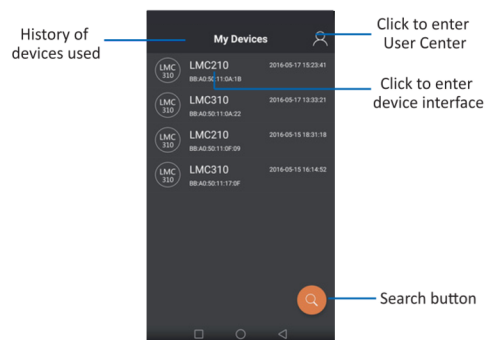 History of
devices used
My Devices
Click to enter
User Center
LMC
310
LMC210
2016-05-17 15:23:41
BB:A0:50:11:0A:1B
Click to enter
device interface
LMC
310
LMC310
2016-05-17 13:33:21
BB:A0:50:11:0A:22
LMC
310
LMC210
2016-05-15 18:31:18
BB:A0:50:11:0F:09
LMC
310
LMC310
2016-05-15 16:14:52
BB:A0:50:11:17:0F
Search button